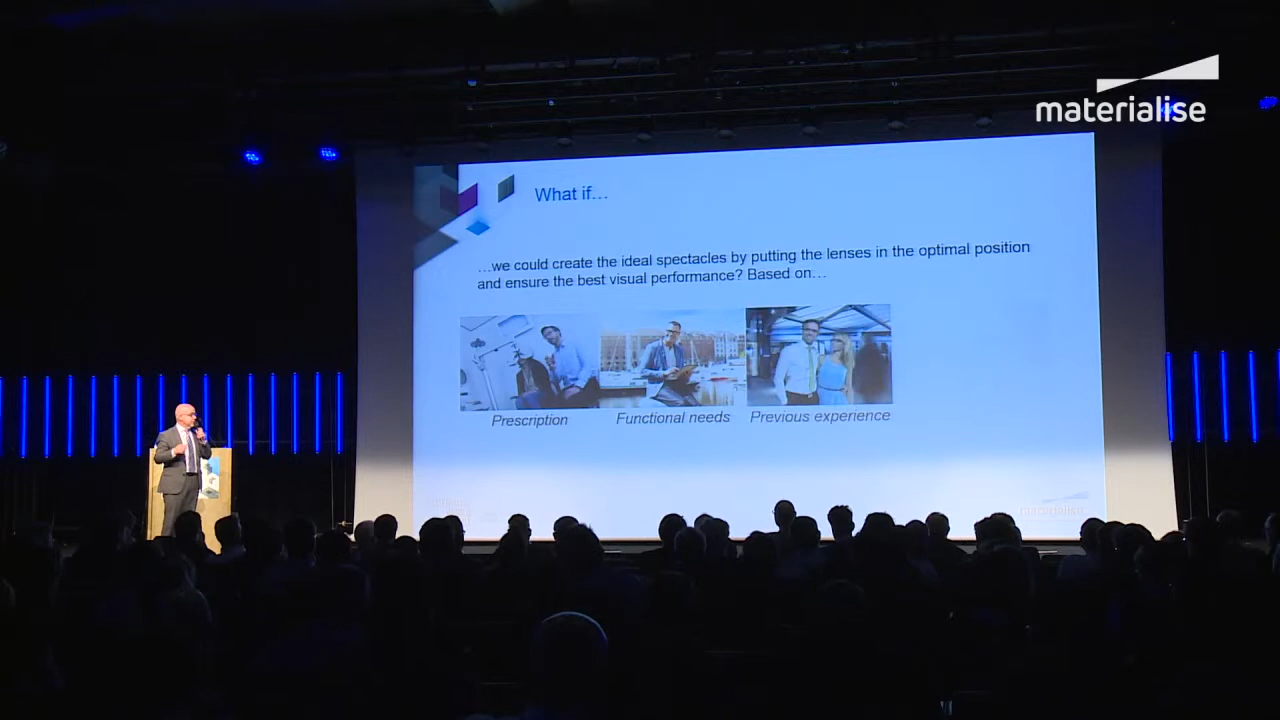 materialise
What if…
…we could create the ideal spectacles by putting the lenses in the optimal position
and ensure the best visual performance? Based on…
Prescription
Functional needs
Previous experience
materialise